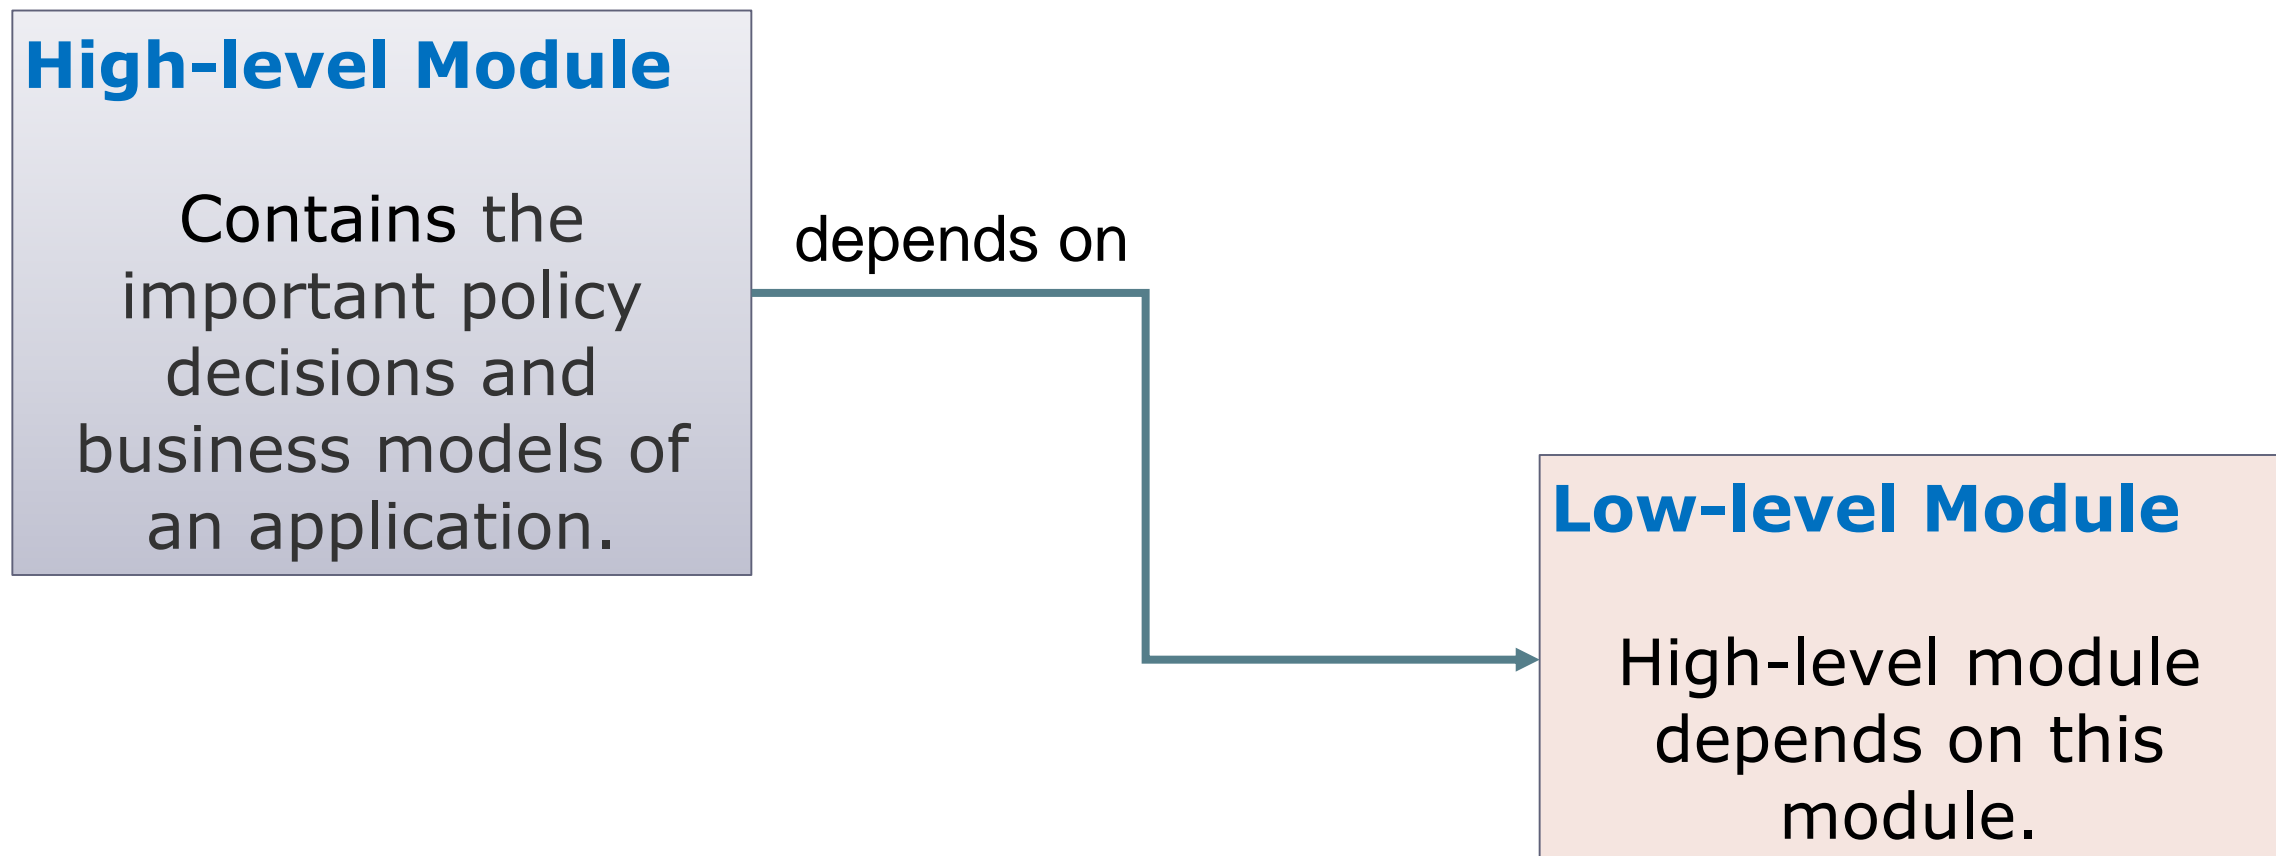 High-level Module
Contains the
important policy
decisions and
business models of
an application.
depends on
Low-level Module
High-level module
depends on this
module.